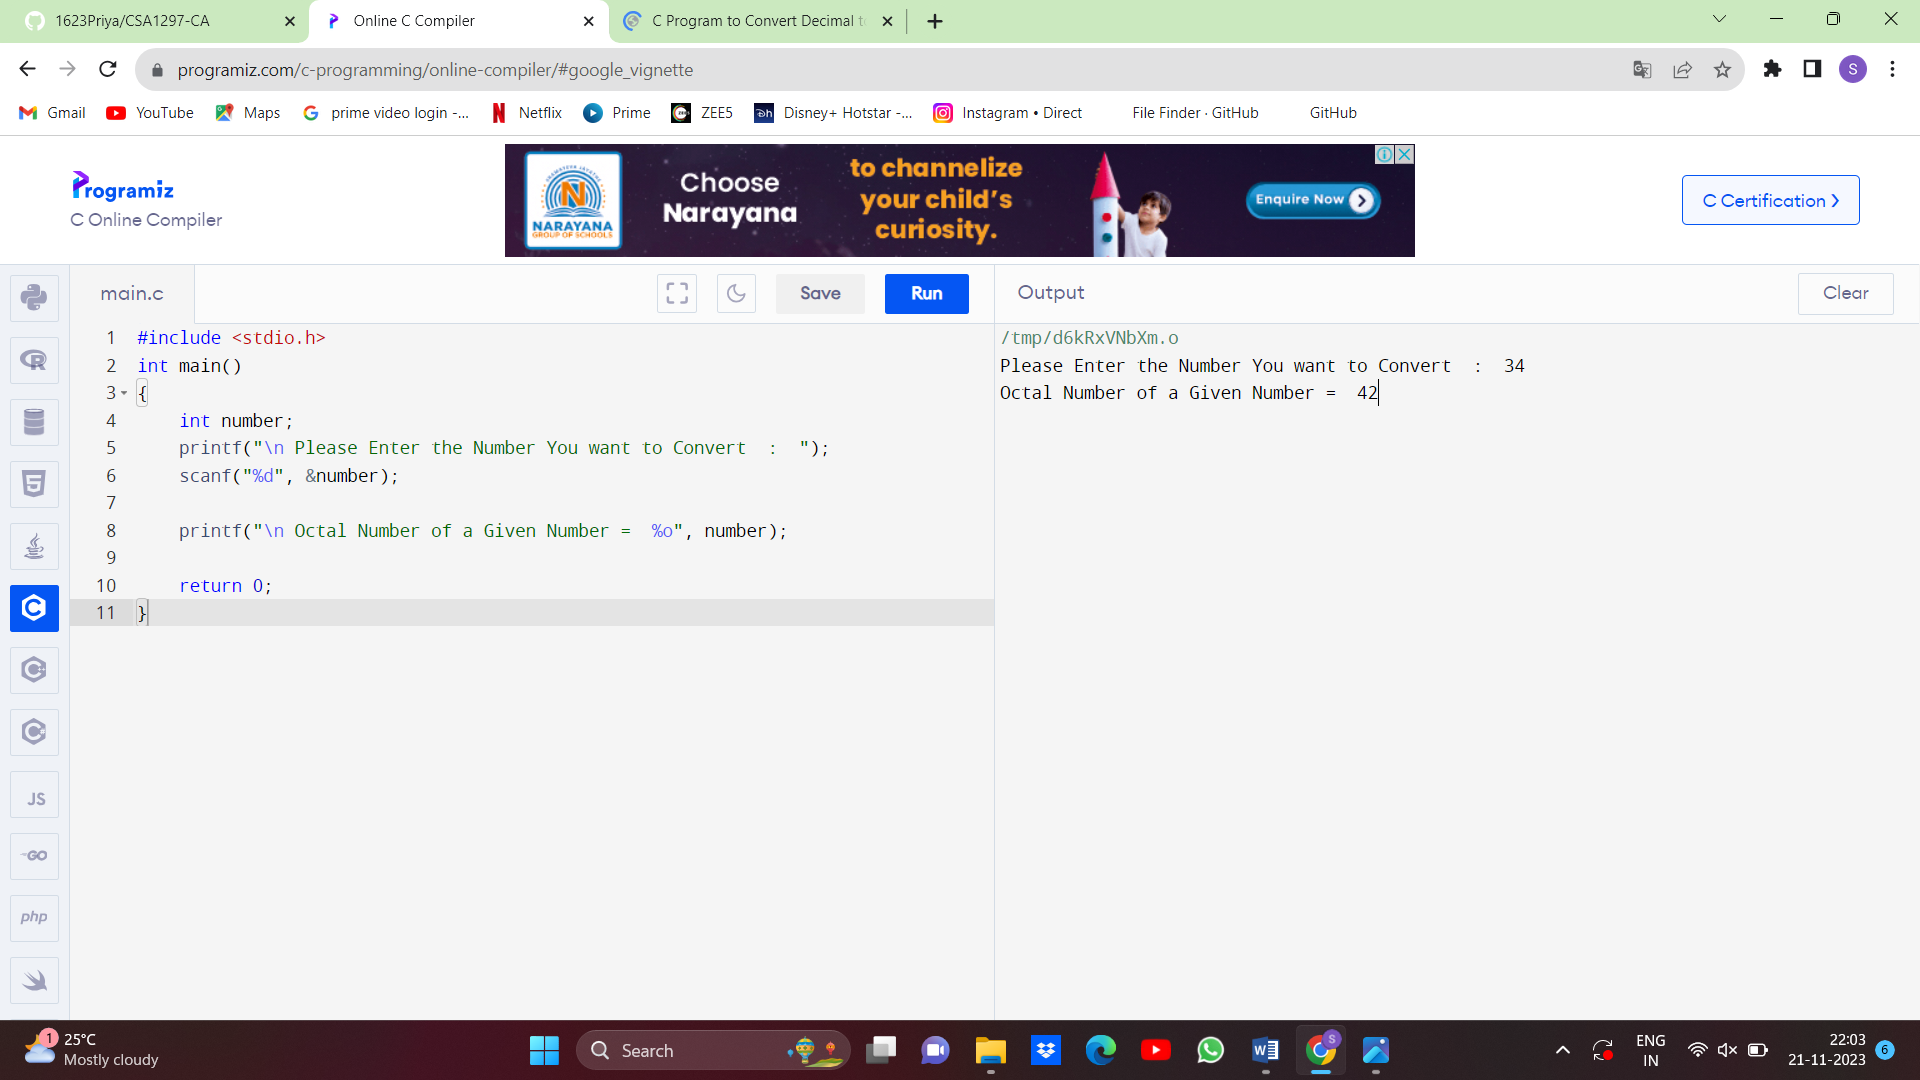 1623Priya/CSA1297-CA
Online C Compiler
C Program to Convert Decimal t
programiz.com/c-programming/online-compiler/#google_vignette
S
Gmail
YouTube
Maps
prime video login -...
Netflix
Prime
ZEE5
Disney+ Hotstar -...
Instagram • Direct
File Finder · GitHub
GitHub
Programiz
C Online Compiler
NARAYANA
GROUP OF SCHOOLS
Choose
Narayana
to channelize
your child's
curiosity.
Enquire Now
C Certification >
main.c
Save
Run
Output
Clear
1 #include <stdio.h>
2 int main()
3 {
4 int number;
5 printf("\n Please Enter the Number You want to Convert  :  ");
6 scanf("%d", &number);
7
8 printf("\n Octal Number of a Given Number =  %o", number);
9
10 return 0;
11 }
/tmp/d6kRxVNbXm.o
Please Enter the Number You want to Convert  :  34
Octal Number of a Given Number =  42
JS
GO
php
1
25°C
Mostly cloudy
Search
S
ENG
IN
22:03
21-11-2023
6